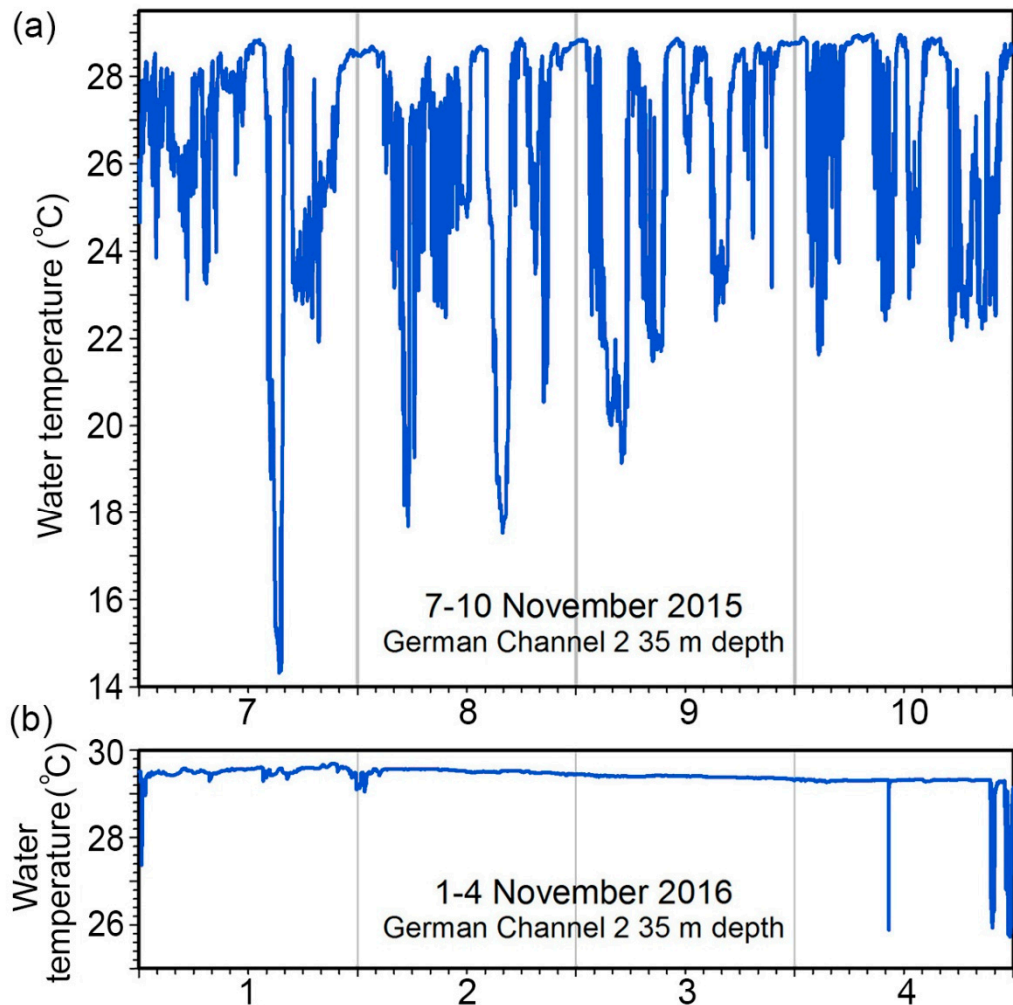 (a)
Water temperature (°C)
28
26
24
22
20
18
16
14
7-10 November 2015
German Channel 2 35 m depth
7 8 9 10
(b)
Water
temperature(°C)
30
28
26
1-4 November 2016
German Channel 2 35 m depth
1 2 3 4